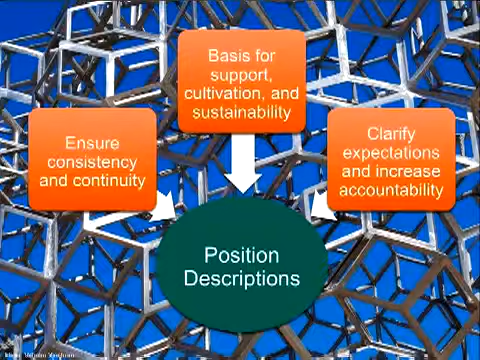 Basis for
support,
cultivation, and
sustainability
Ensure
consistency
and continuity
Clarify
expectations
and increase
accountability
Position
Descriptions